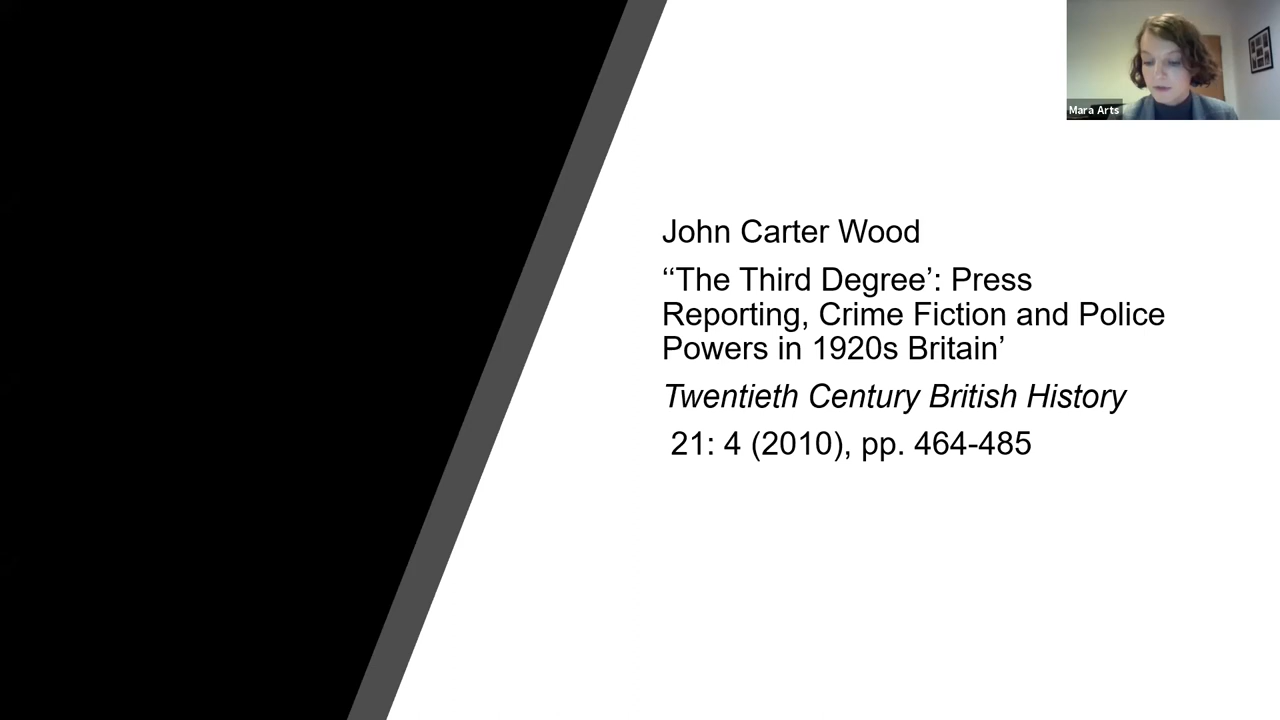 Mara Arts
John Carter Wood
‘‘The Third Degree’: Press
Reporting, Crime Fiction and Police
Powers in 1920s Britain’
Twentieth Century British History
21: 4 (2010), pp. 464-485